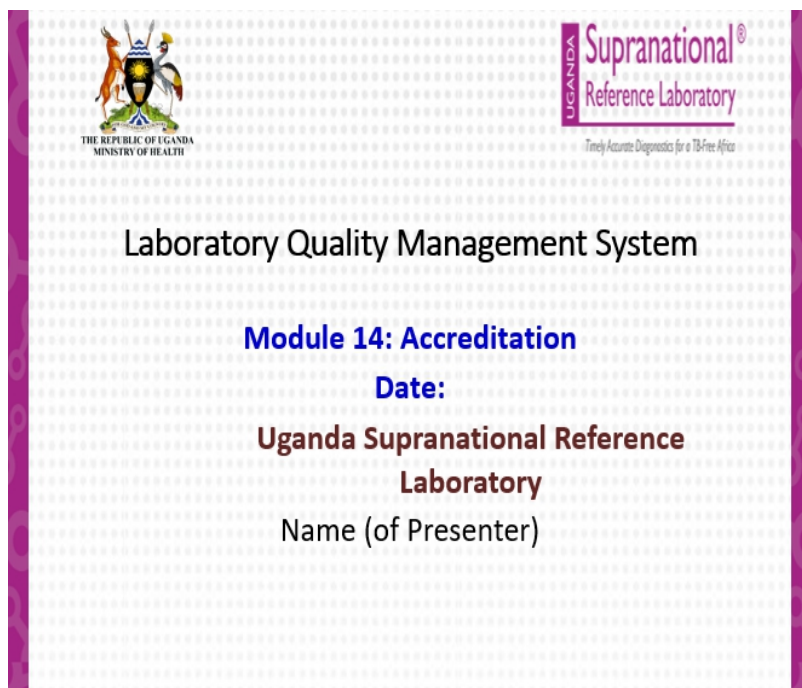 THE REPUBLIC OF UGANDA
MINISTRY OF HEALTH
UGANDA
Supranational®
Reference Laboratory
Timely Accurate Diagnostics for a TB-Free Africa
Laboratory Quality Management System
Module 14: Accreditation
Date:
Uganda Supranational Reference
Laboratory
Name (of Presenter)